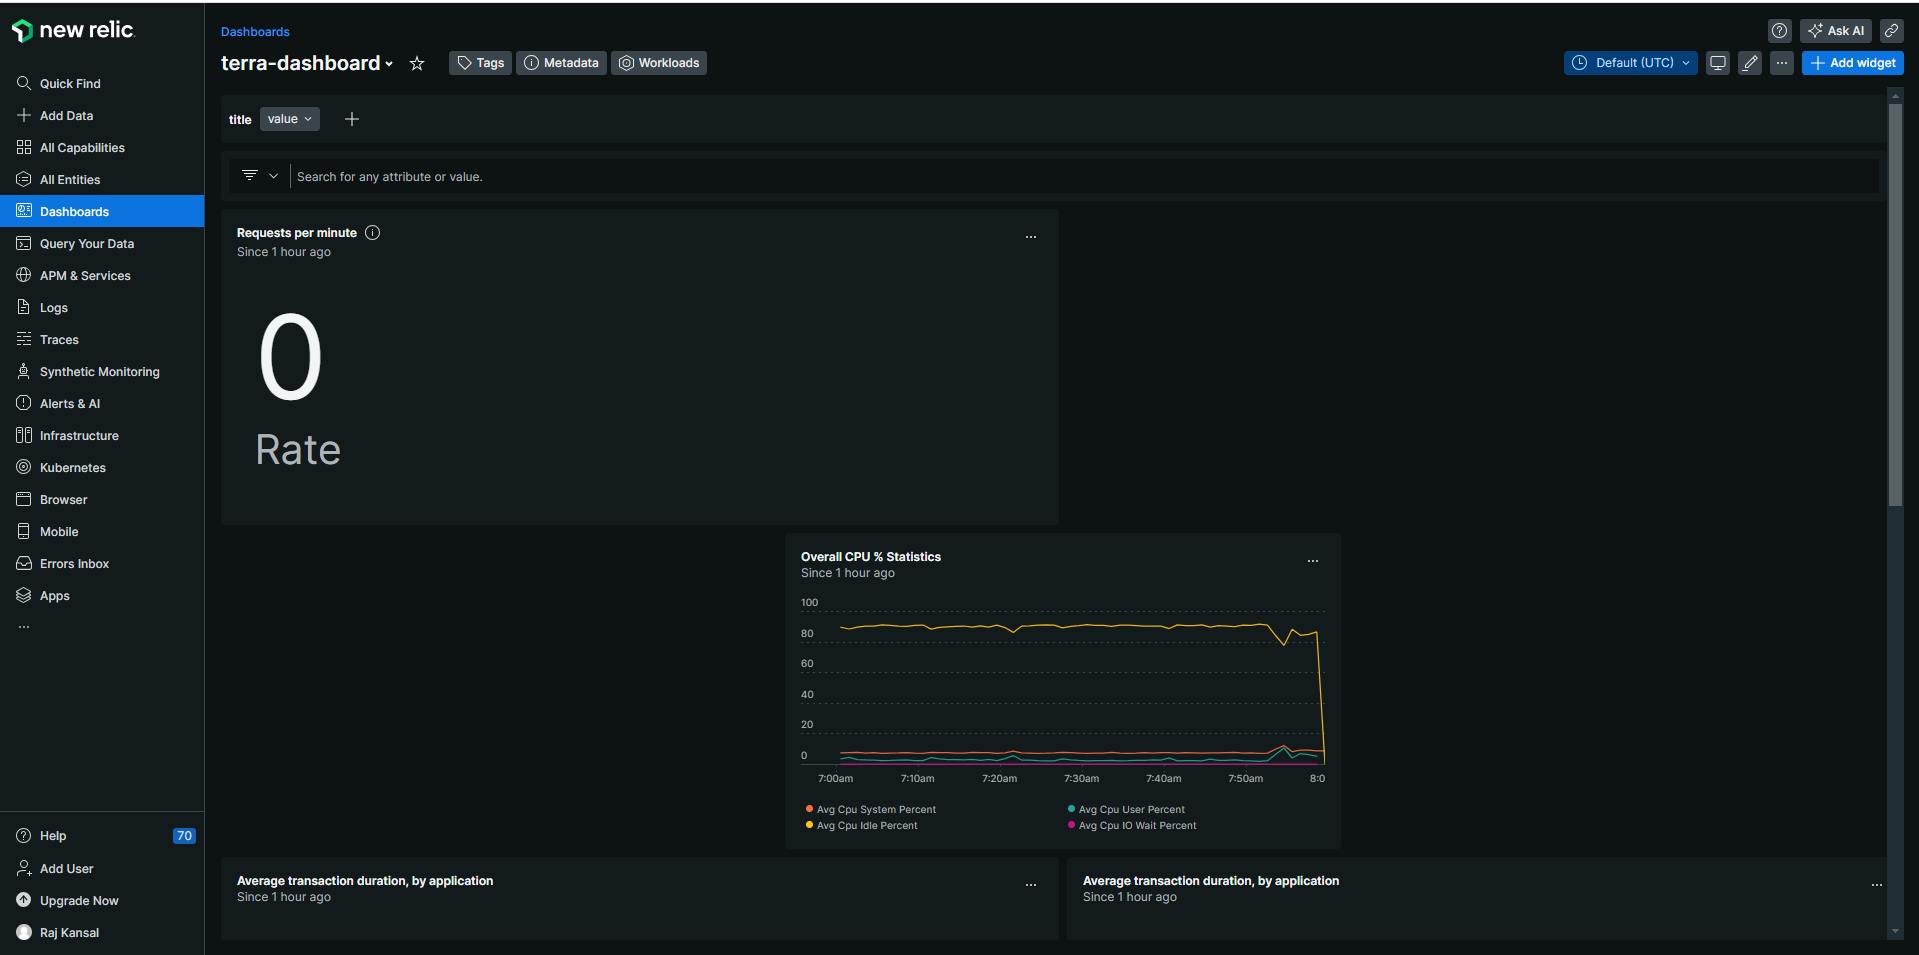 new relic
Quick Find
Add Data
All Capabilities
All Entities
Dashboards
Query Your Data
APM & Services
Logs
Traces
Synthetic Monitoring
Alerts & AI
Infrastructure
Kubernetes
Browser
Mobile
Errors Inbox
Apps
...
Help 70
Add User
Upgrade Now
Raj Kansal
Dashboards
Ask AI
terra-dashboard Tags Metadata Workloads
Default (UTC) ... Add widget
title value
Search for any attribute or value.
Requests per minute ...
Since 1 hour ago
0
Rate
Overall CPU % Statistics ...
Since 1 hour ago
100
80
60
40
20
0
7:00am 7:10am 7:20am 7:30am 7:40am 7:50am 8:0
Avg Cpu System Percent Avg Cpu User Percent
Avg Cpu Idle Percent Avg Cpu IO Wait Percent
Average transaction duration, by application ...
Since 1 hour ago
Average transaction duration, by application ...
Since 1 hour ago